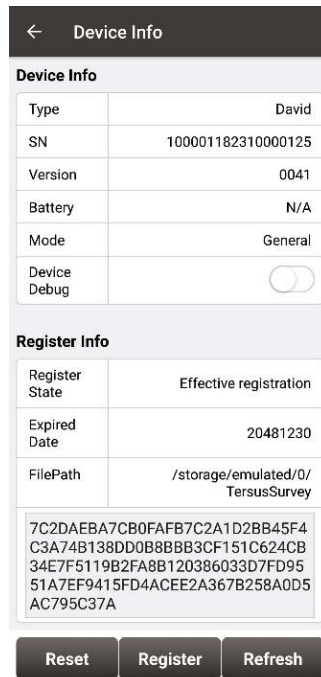 ← Device Info
Device Info
Type David
SN 100001182310000125
Version 0041
Battery N/A
Mode General
Device
Debug
Register Info
Register
State
Effective registration
Expired
Date
20481230
FilePath /storage/emulated/0/
TersusSurvey
7C2DAEBA7CB0FAFB7C2A1D2BB45F4
C3A74B138DD0B8BBB3CF151C624CB
34E7F5119B2FA8B120386033D7FD95
51A7EF9415FD4ACEE2A367B258A0D5
AC795C37A
Reset Register Refresh